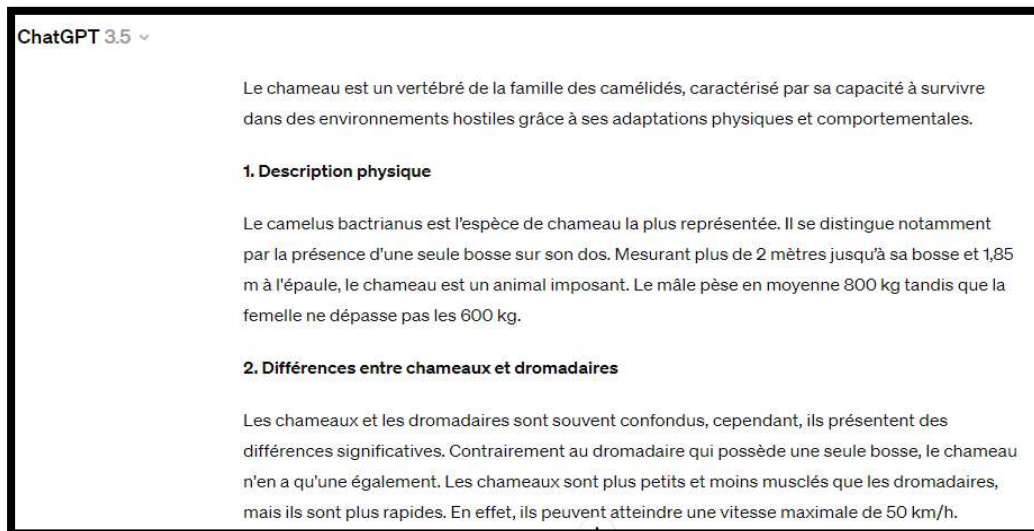 ChatGPT 3.5
Le chameau est un vertébré de la famille des camélidés, caractérisé par sa capacité à survivre
dans des environnements hostiles grâce à ses adaptations physiques et comportementales.
1. Description physique
Le camelus bactrianus est l'espèce de chameau la plus représentée. Il se distingue notamment
par la présence d'une seule bosse sur son dos. Mesurant plus de 2 mètres jusqu'à sa bosse et 1,85
m à l'épaule, le chameau est un animal imposant. Le mâle pèse en moyenne 800 kg tandis que la
femelle ne dépasse pas les 600 kg.
2. Différences entre chameaux et dromadaires
Les chameaux et les dromadaires sont souvent confondus, cependant, ils présentent des
différences significatives. Contrairement au dromadaire qui possède une seule bosse, le chameau
n'en a qu'une également. Les chameaux sont plus petits et moins musclés que les dromadaires,
mais ils sont plus rapides. En effet, ils peuvent atteindre une vitesse maximale de 50 km/h.